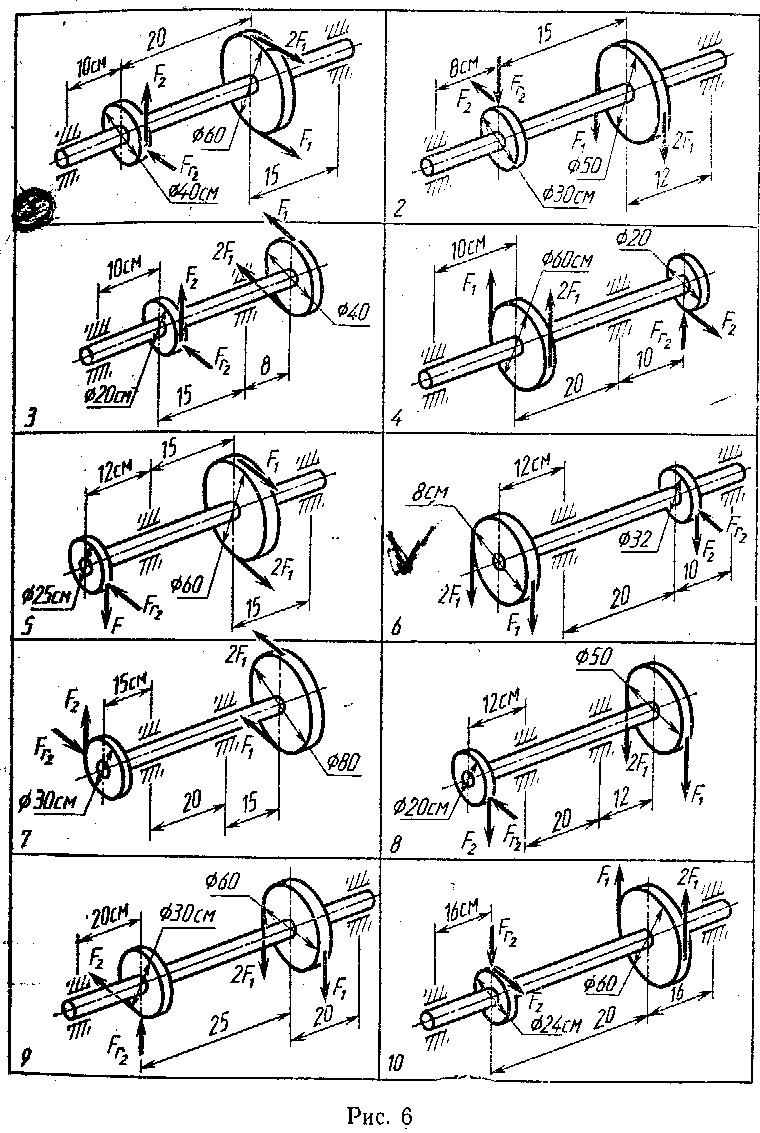 10см 20 F₂ 2F₁
Fr₂ Ф60 F₁
Ф40см 15
15
8см F₂ Fr₂
F₁ Ф50 2F₁
Ф30см 12
2
F₁
10см F₂ 2F₁
Fr₂ Ф40
Ф20см 15 8
3
10см Ф60см Ф20
F₁ 2F₁
Fr₂ F₂
20 10
4
15
12см F₁
Ф25см Fr₂ Ф60 2F₁
F 15
5
12см
8см
Ф32 F₂ Fr₂
2F₁ F₁ 20 10
6
2F₁
F₂ 15см
Fr₂ F₁ Ф80
Ф30см 20 15
7
Ф50
12см
Ф20см 2F₁ F₁
F₂ Fr₂ 20 12
8
Ф60
20см Ф30см
F₂ 2F₁ F₁
Fr₂ 25 20
9
F₁ 2F₁
16см Fr₂
F₂ Ф60
Ф24см 20 16
10
Рис. 6